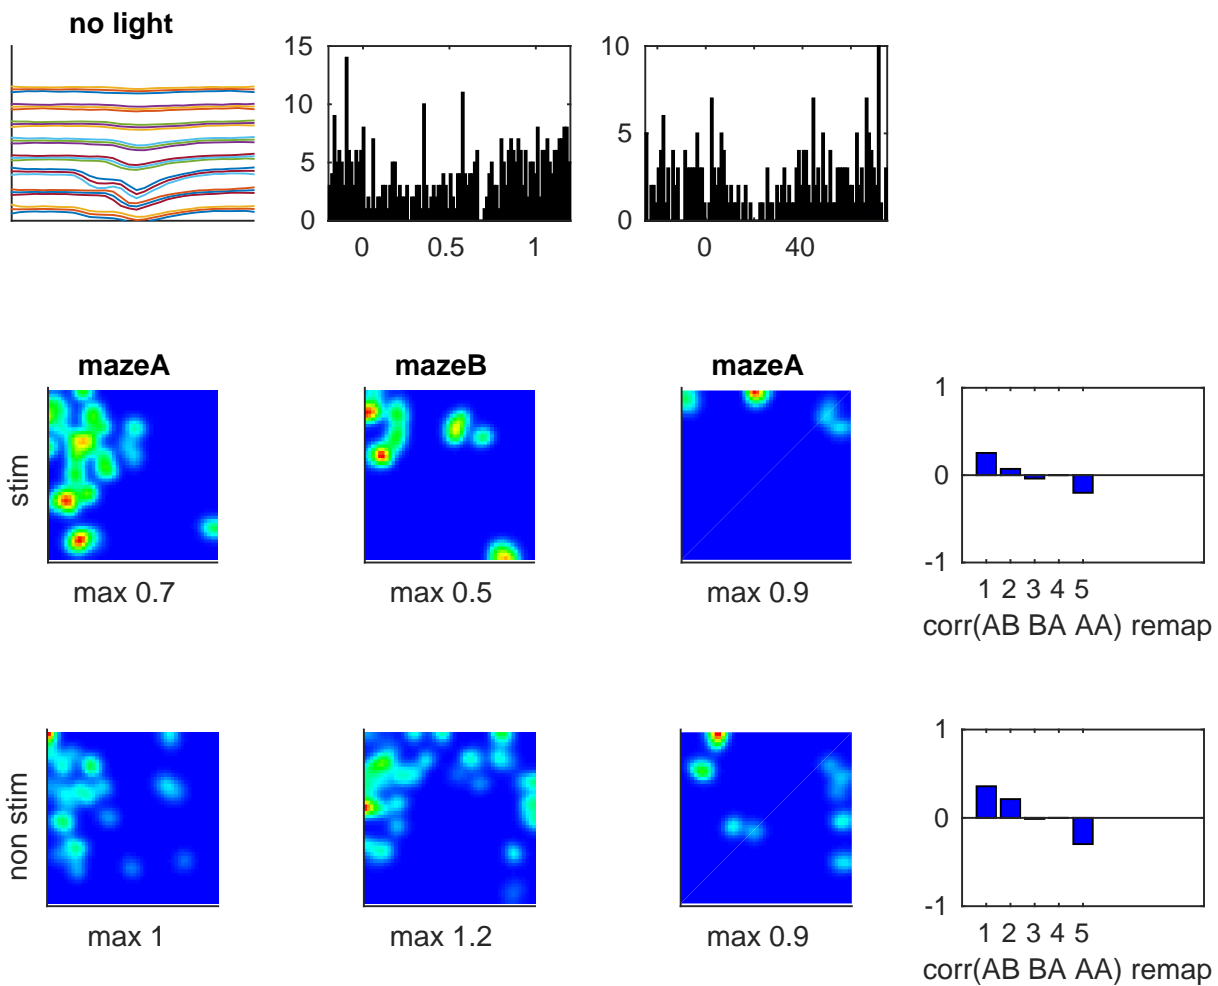 no light
15
10
5
0
0 0.5 1
10
5
0
0 40
mazeA mazeB mazeA
stim
max 0.7 max 0.5 max 0.9
1
0
-1
1 2 3 4 5
corr(AB BA AA) remap
non stim
max 1 max 1.2 max 0.9
1
0
-1
1 2 3 4 5
corr(AB BA AA) remap